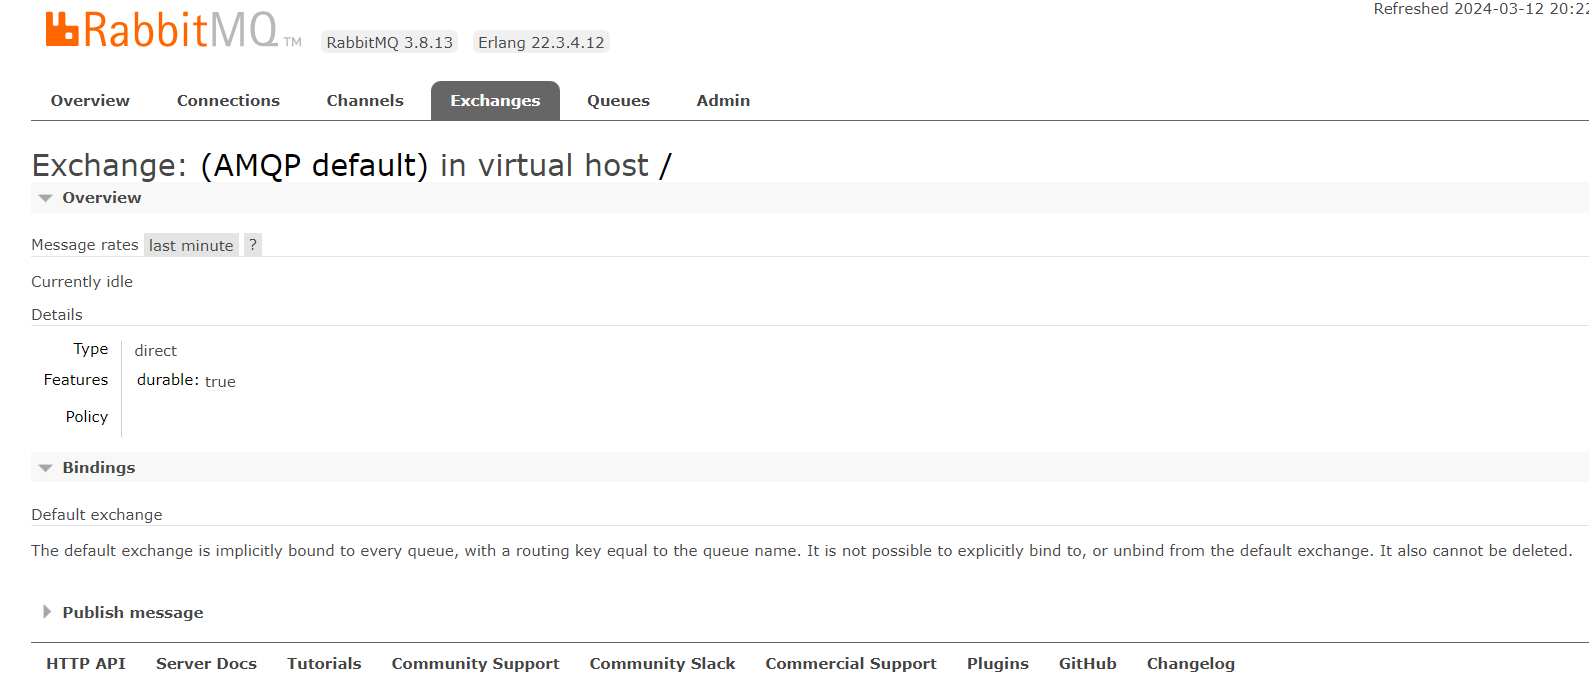 Refreshed 2024-03-12 20:22
RabbitMQ TM RabbitMQ 3.8.13 Erlang 22.3.4.12
Overview Connections Channels Exchanges Queues Admin
Exchange: (AMQP default) in virtual host /
Overview
Message rates last minute ?
Currently idle
Details
Type direct
Features durable: true
Policy
Bindings
Default exchange
The default exchange is implicitly bound to every queue, with a routing key equal to the queue name. It is not possible to explicitly bind to, or unbind from the default exchange. It also cannot be deleted.
Publish message
HTTP API Server Docs Tutorials Community Support Community Slack Commercial Support Plugins GitHub Changelog